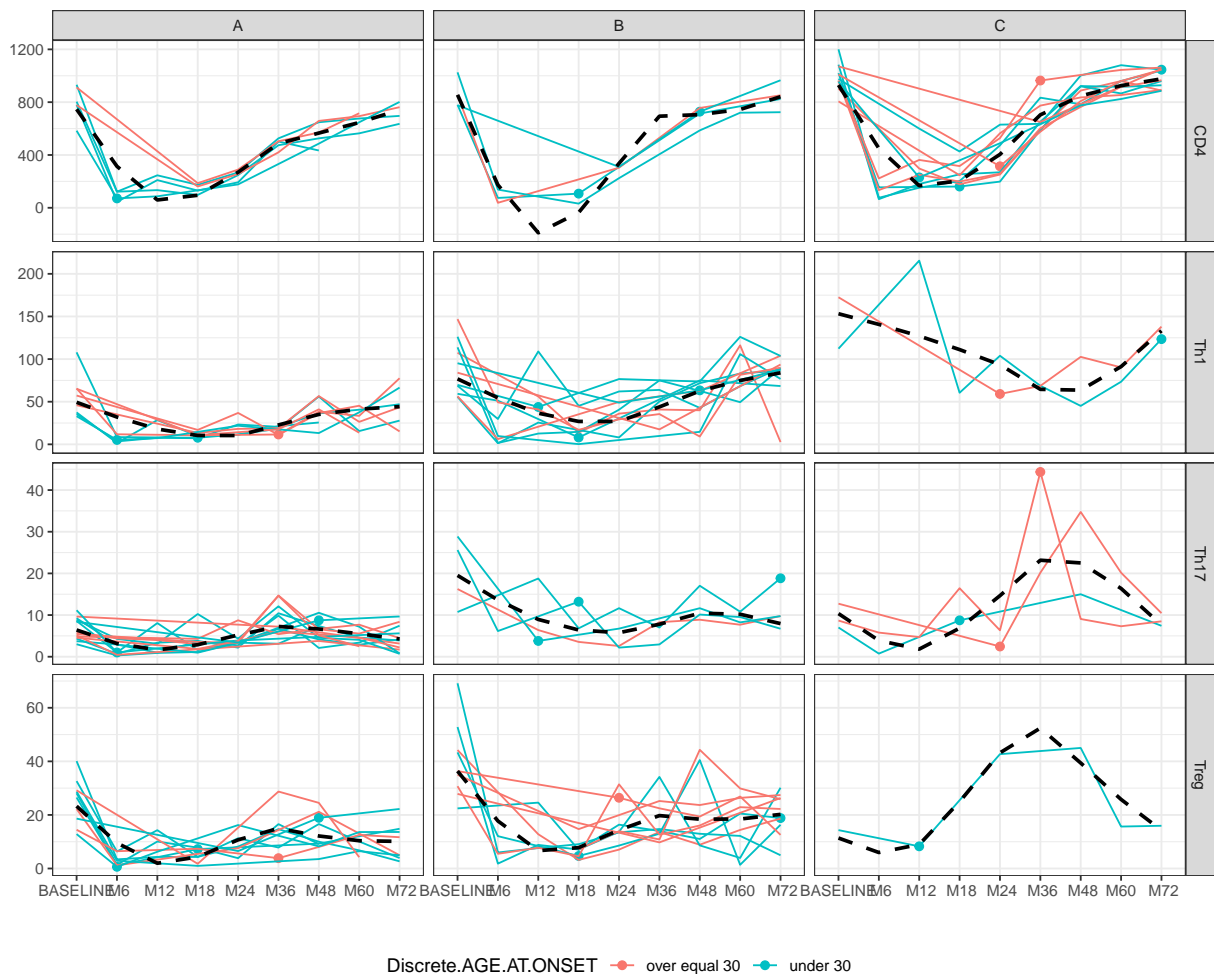 A B C
1200
800
400
0
CD4
200
150
100
50
0
Th1
40
30
20
10
0
Th17
60
40
20
0
Treg
BASELINE M6 M12 M18 M24 M36 M48 M60 M72 BASELINE M6 M12 M18 M24 M36 M48 M60 M72 BASELINE M6 M12 M18 M24 M36 M48 M60 M72
Discrete.AGE.AT.ONSET over equal 30 under 30